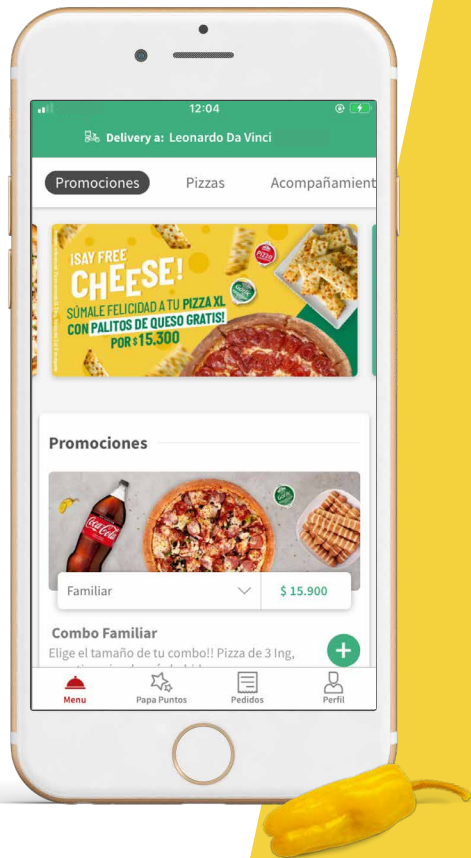 12:04
Delivery a: Leonardo Da Vinci
Promociones Pizzas Acompañamient
¡SAY FREE
CHEESE!
SÚMALE FELICIDAD A TU PIZZA XL
CON PALITOS DE QUESO GRATIS!
POR $15.300
Promociones
Coca-Cola
Familiar $ 15.900
Combo Familiar
Elige el tamaño de tu combo!! Pizza de 3 Ing,
Menu Papa Puntos Pedidos Perfil